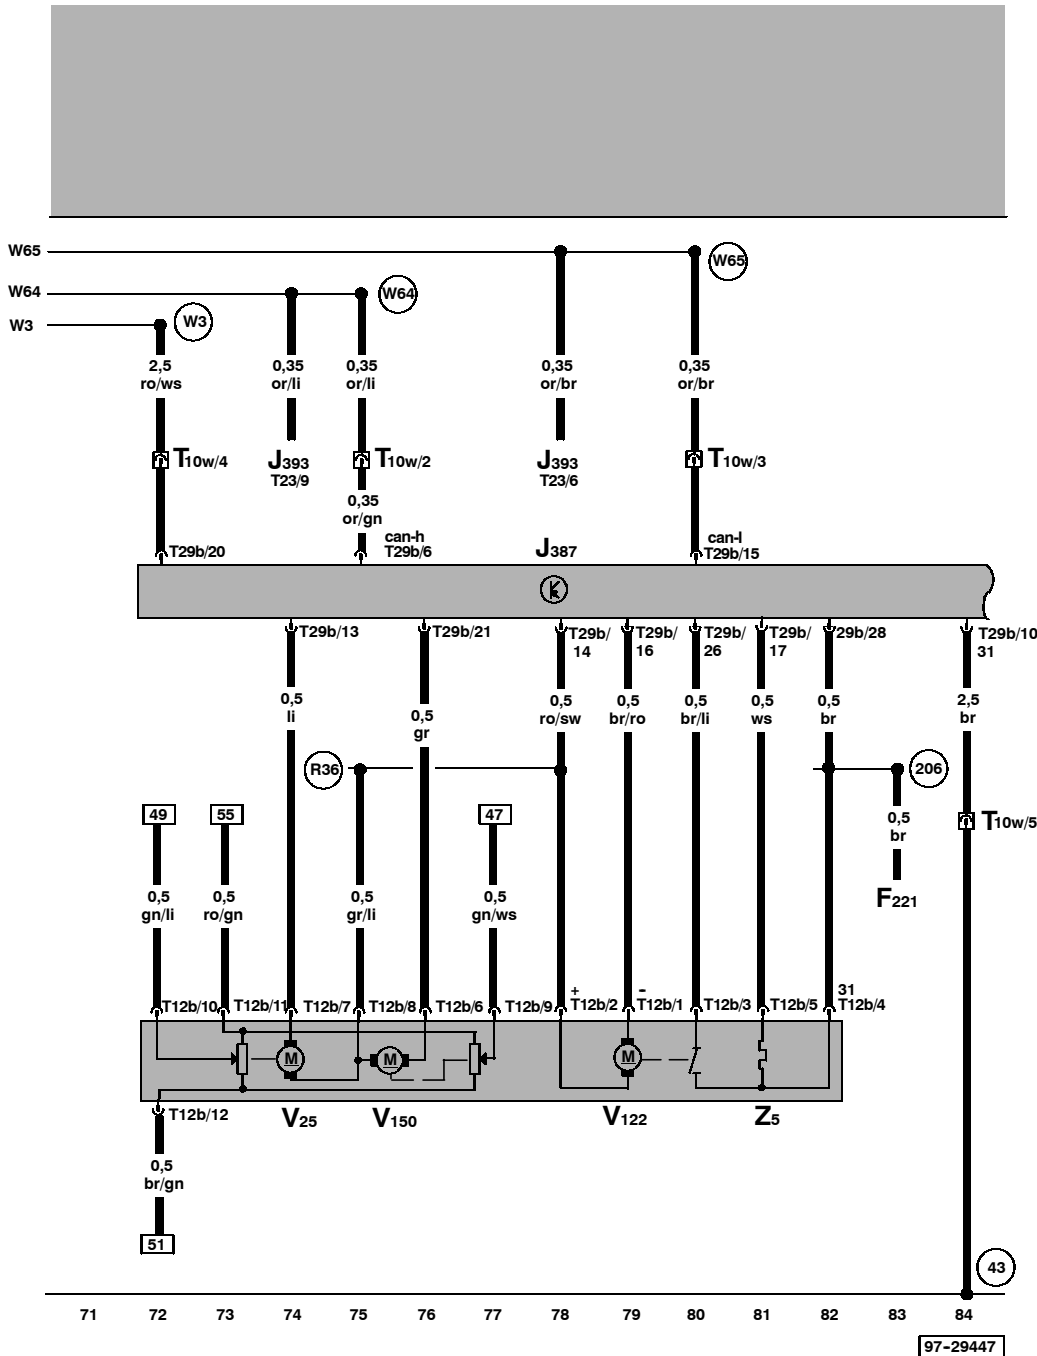 W65
W65
W64
W64
W3
W3
2,5
ro/ws
0,35
or/li
0,35
or/li
0,35
or/br
0,35
or/br
T10w/4
J393
T23/9
T10w/2
J393
T23/6
T10w/3
0,35
or/gn
can-h
T29b/6
can-l
T29b/15
T29b/20
J387
T29b/13
T29b/21
T29b/
14
T29b/
16
T29b/
26
T29b/
17
29b/28
T29b/10
31
0,5
li
0,5
gr
0,5
ro/sw
0,5
br/ro
0,5
br/li
0,5
ws
0,5
br
2,5
br
R36
206
49
55
47
0,5
br
T10w/5
F221
0,5
gn/li
0,5
ro/gn
0,5
gr/li
0,5
gn/ws
+
-
31
T12b/10
T12b/11
T12b/7
T12b/8
T12b/6
T12b/9
T12b/2
T12b/1
T12b/3
T12b/5
T12b/4
M
M
M
T12b/12
V25
V150
V122
Z5
0,5
br/gn
51
43
71 72 73 74 75 76 77 78 79 80 81 82 83 84
97-29447